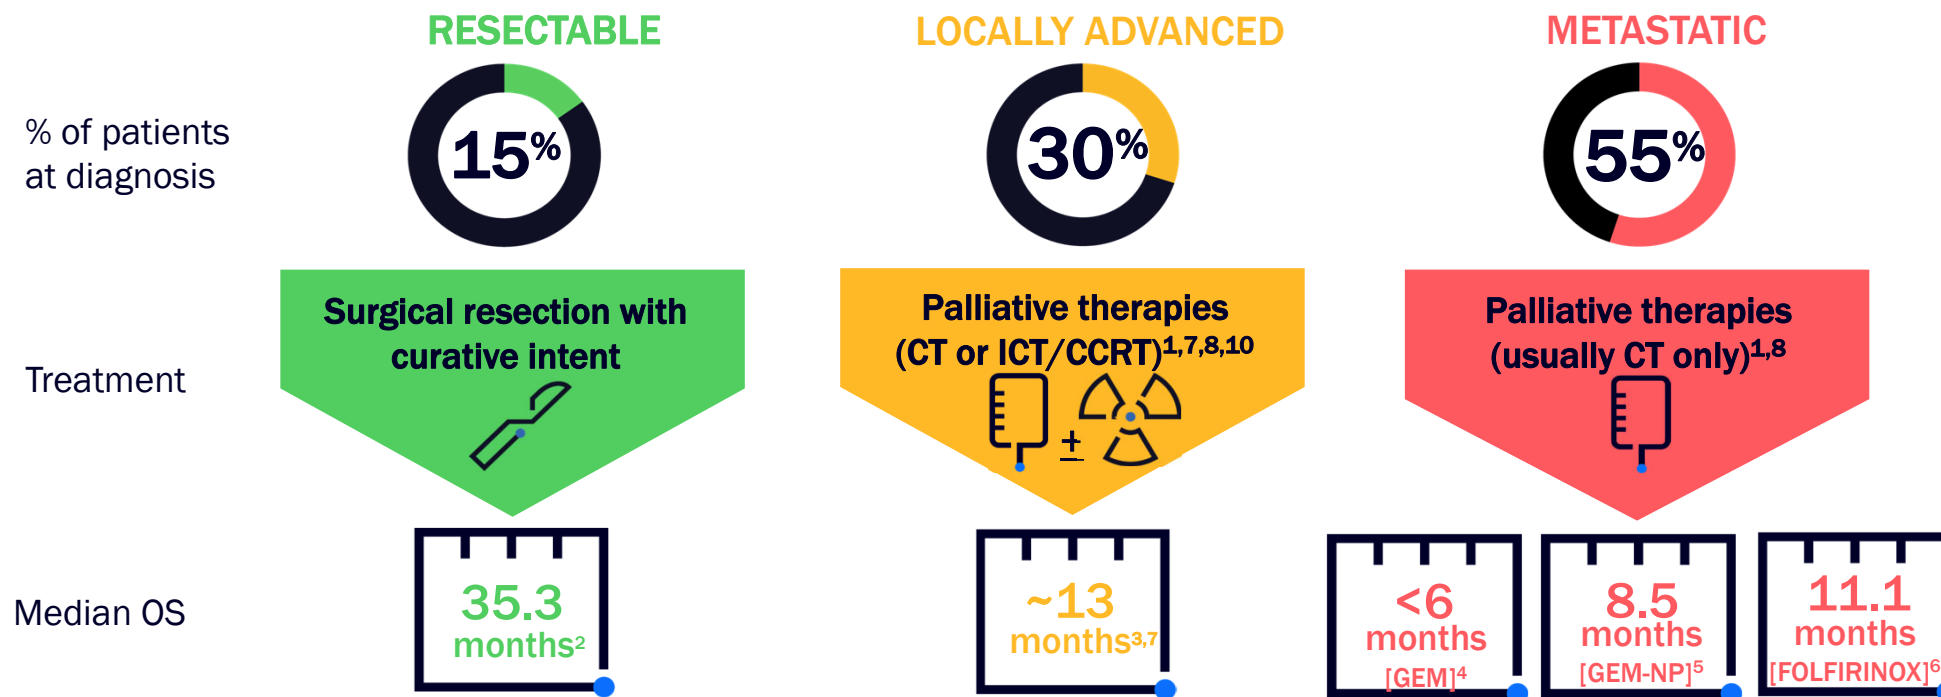 RESECTABLE
LOCALLY ADVANCED
METASTATIC
% of patients
at diagnosis
15%
30%
55%
Treatment
Surgical resection with
curative intent
Palliative therapies
(CT or ICT/CCRT)1,7,8,10
±
Palliative therapies
(usually CT only)1,8
Median OS
35.3
months2
~13
months3,7
<6
months
[GEM]4
8.5
months
[GEM-NP]5
11.1
months
[FOLFIRINOX]6